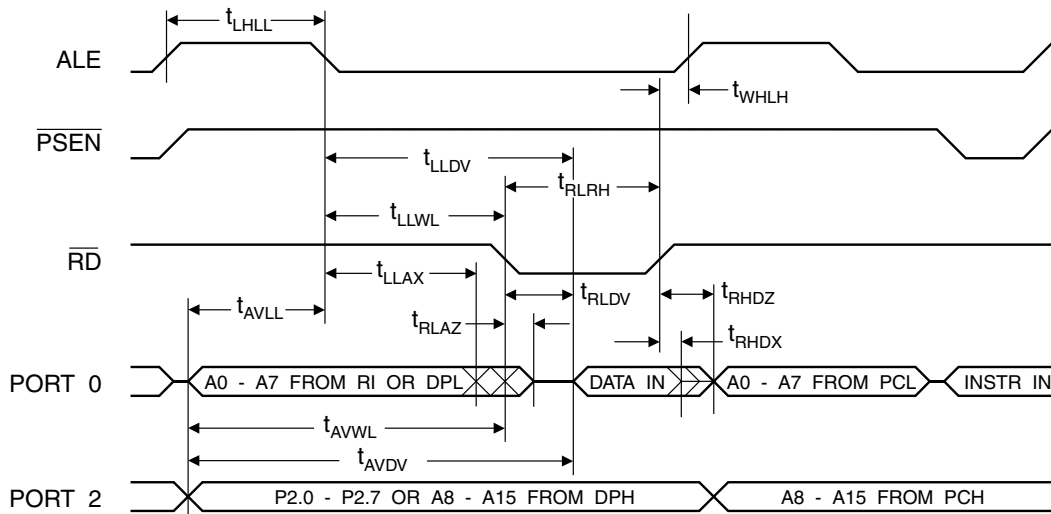 tLHLL
ALE
tWHLH
PSEN
tLLDV
tRLRH
tLLWL
RD
tLLAX
tRLDV
tRHDZ
tAVLL
tRLAZ
tRHDX
PORT 0
A0 - A7 FROM RI OR DPL
DATA IN
A0 - A7 FROM PCL
INSTR IN
tAVWL
tAVDV
PORT 2
P2.0 - P2.7 OR A8 - A15 FROM DPH
A8 - A15 FROM PCH